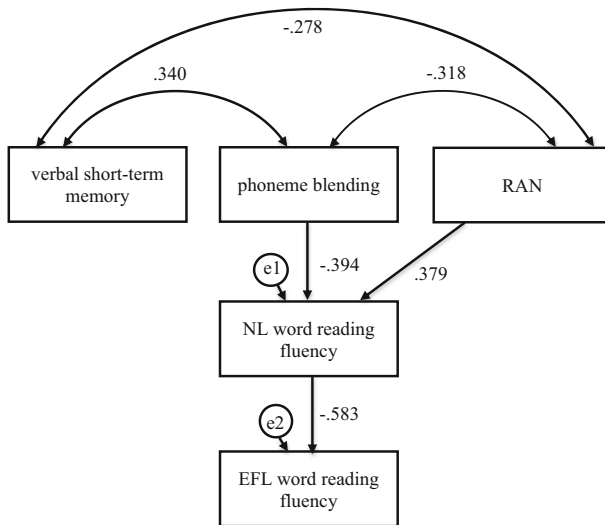 -.278
.340
-.318
verbal short-term
memory
phoneme blending
RAN
-.394
.379
e1
NL word reading
fluency
-.583
e2
EFL word reading
fluency